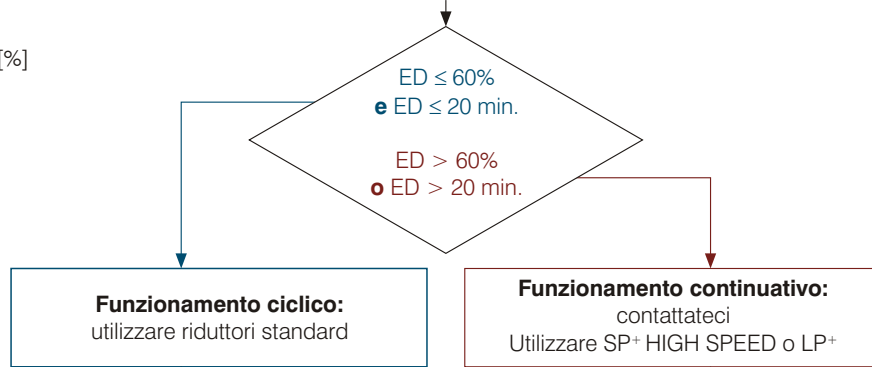 [%]
ED ≤ 60%
e ED ≤ 20 min.
ED > 60%
o ED > 20 min.
Funzionamento ciclico:
utilizzare riduttori standard
Funzionamento continuativo:
contattateci
Utilizzare SP⁺ HIGH SPEED o LP⁺